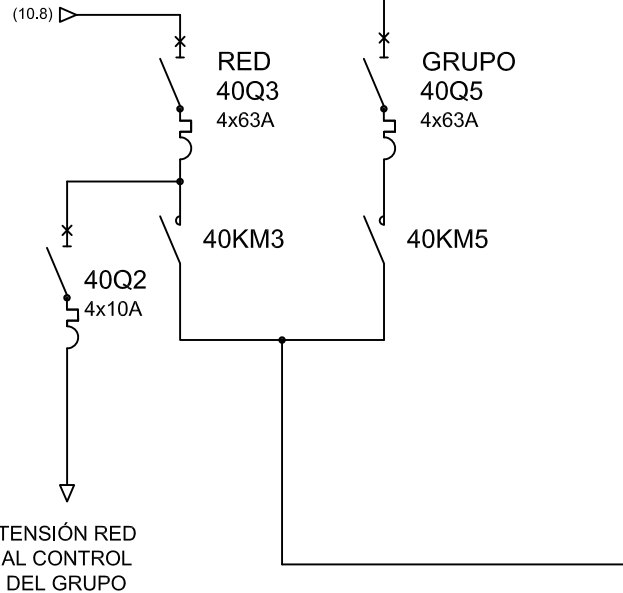 (10.8)
RED
40Q3
4x63A
GRUPO
40Q5
4x63A
40KM3
40KM5
40Q2
4x10A
TENSIÓN RED
AL CONTROL
DEL GRUPO